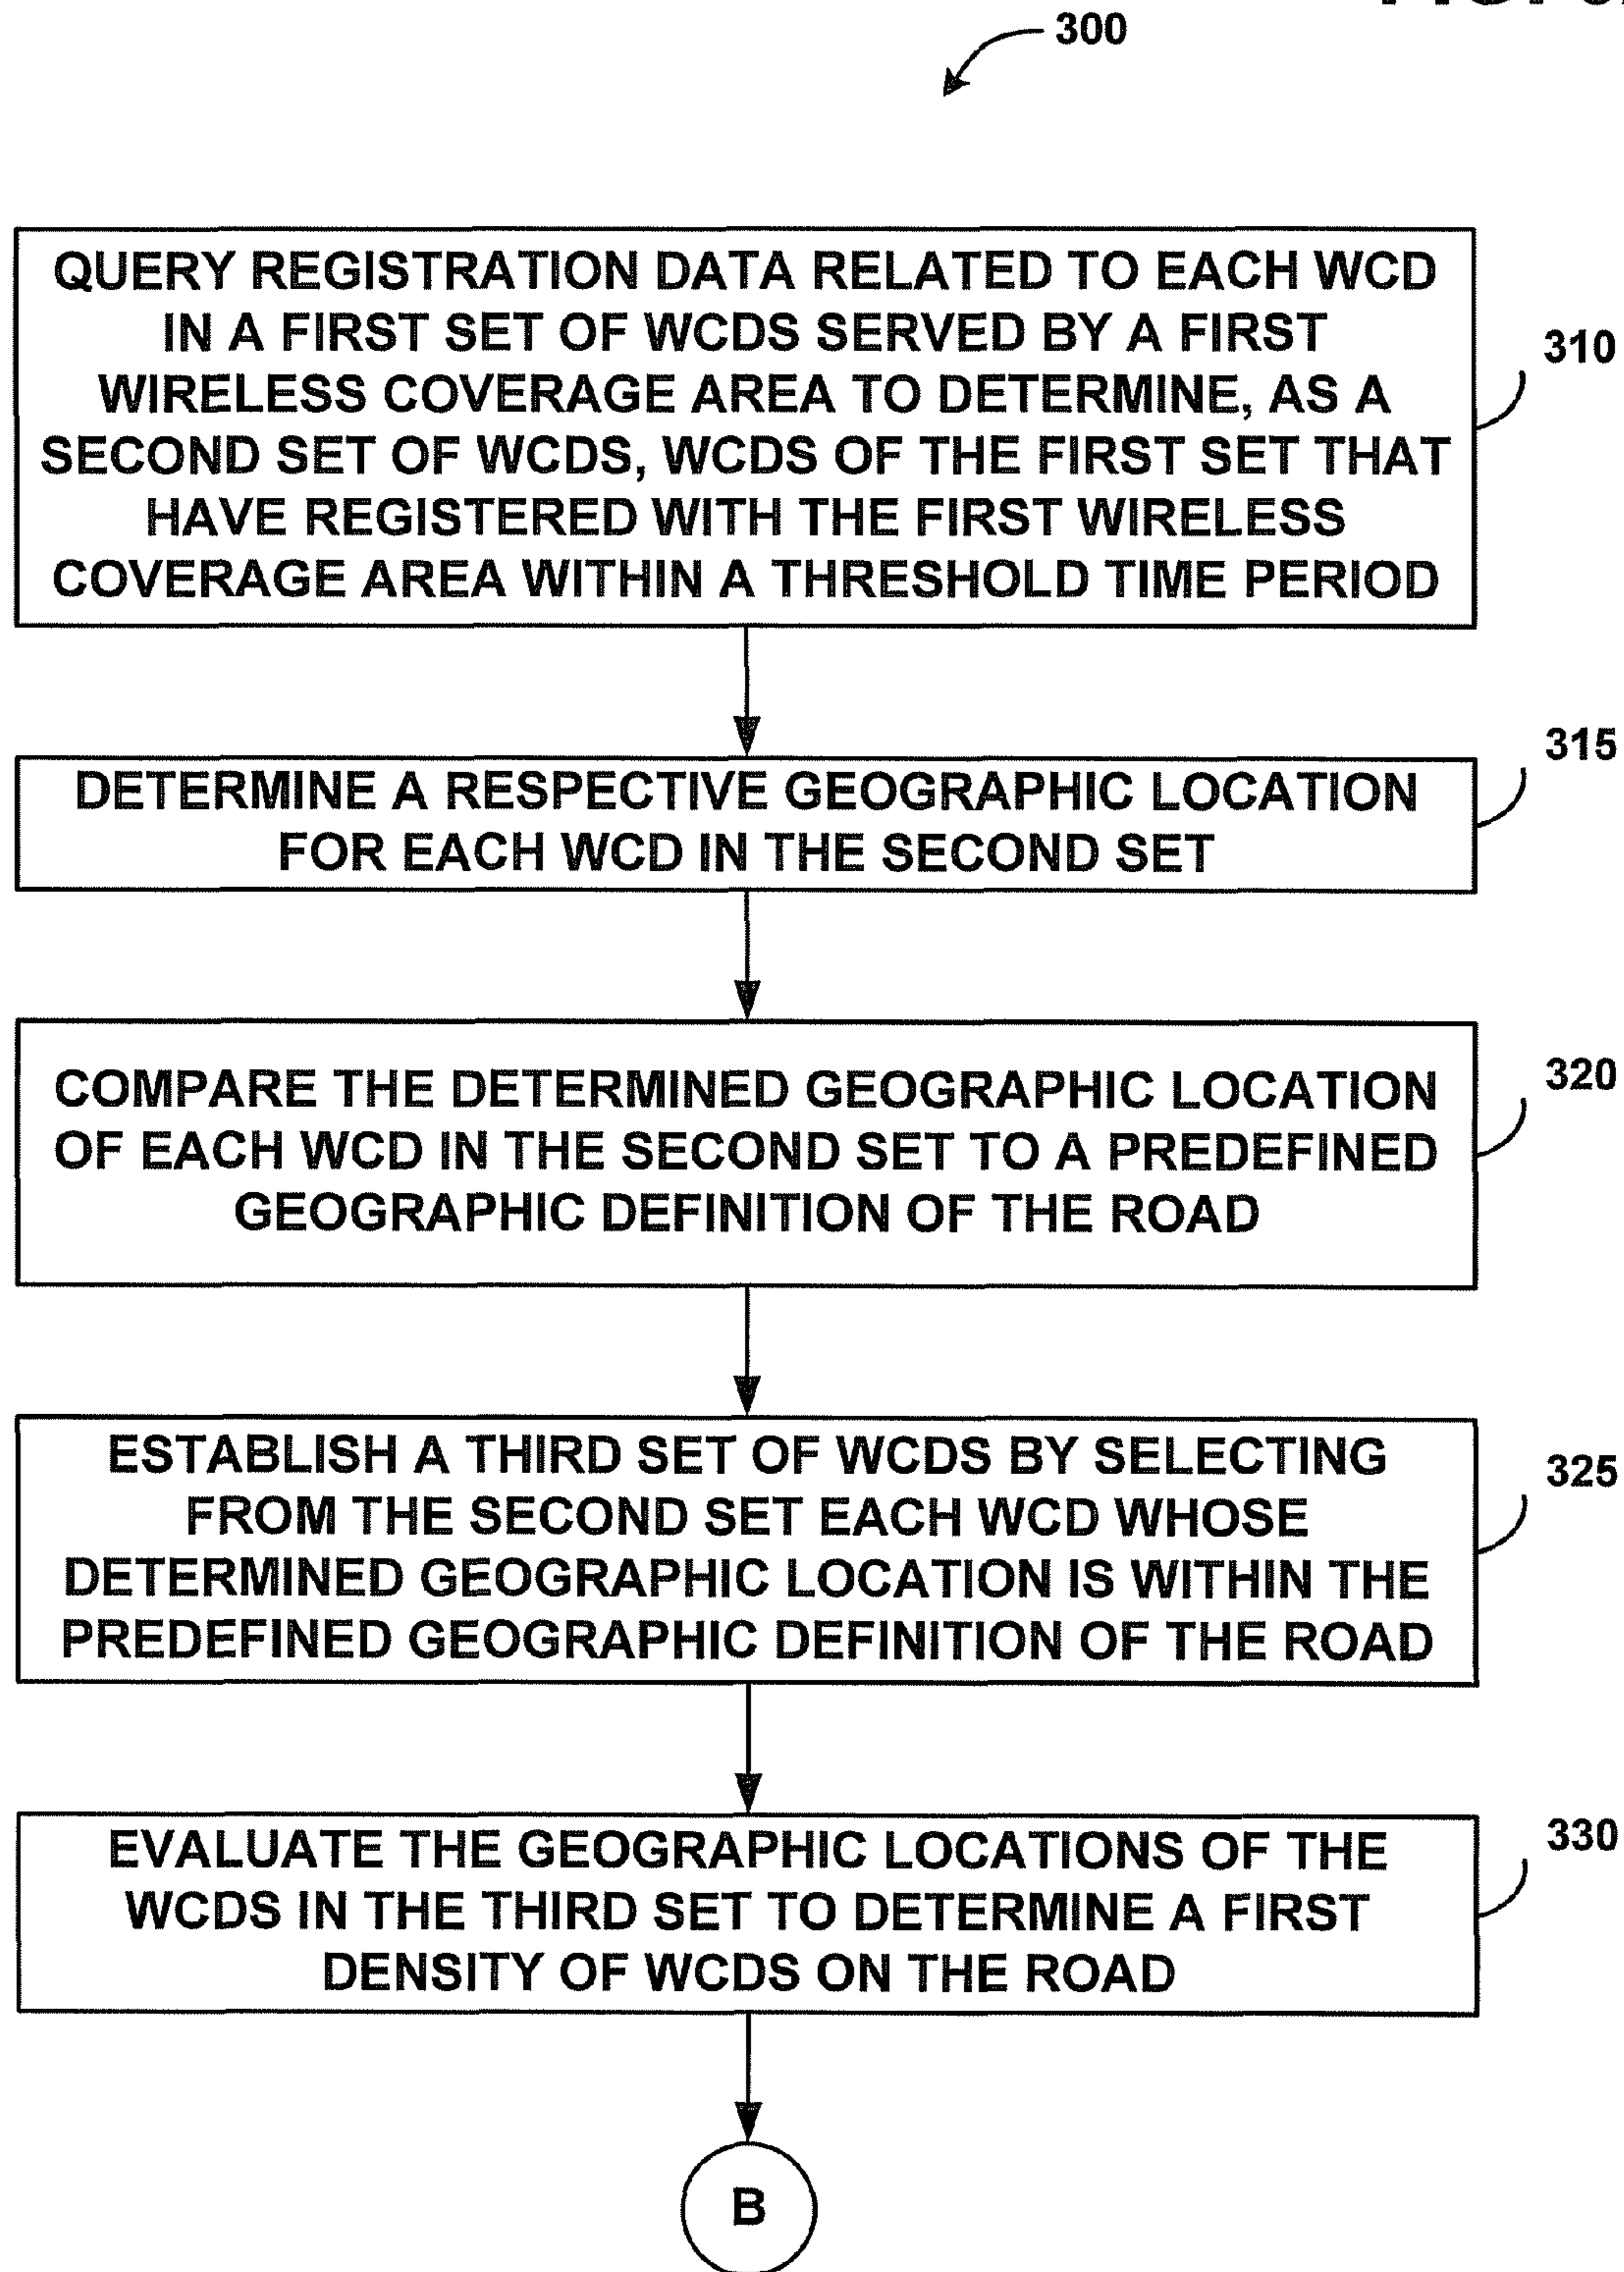 300
QUERY REGISTRATION DATA RELATED TO EACH WCD
IN A FIRST SET OF WCDS SERVED BY A FIRST
WIRELESS COVERAGE AREA TO DETERMINE, AS A
SECOND SET OF WCDS, WCDS OF THE FIRST SET THAT
HAVE REGISTERED WITH THE FIRST WIRELESS
COVERAGE AREA WITHIN A THRESHOLD TIME PERIOD
310
DETERMINE A RESPECTIVE GEOGRAPHIC LOCATION
FOR EACH WCD IN THE SECOND SET
315
COMPARE THE DETERMINED GEOGRAPHIC LOCATION
OF EACH WCD IN THE SECOND SET TO A PREDEFINED
GEOGRAPHIC DEFINITION OF THE ROAD
320
ESTABLISH A THIRD SET OF WCDS BY SELECTING
FROM THE SECOND SET EACH WCD WHOSE
DETERMINED GEOGRAPHIC LOCATION IS WITHIN THE
PREDEFINED GEOGRAPHIC DEFINITION OF THE ROAD
325
EVALUATE THE GEOGRAPHIC LOCATIONS OF THE
WCDS IN THE THIRD SET TO DETERMINE A FIRST
DENSITY OF WCDS ON THE ROAD
330
B